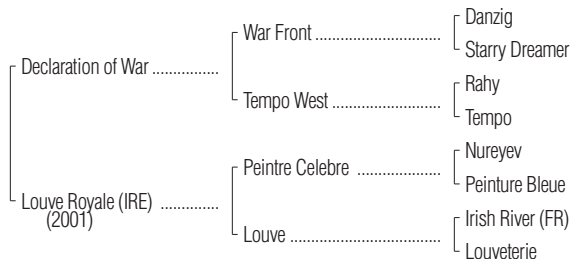 Danzig
War Front ................................
Starry Dreamer
Declaration of War ................
Rahy
Tempo West ...........................
Tempo
Nureyev
Peintre Celebre .....................
Peinture Bleue
Louve Royale (IRE) ..............
(2001)
Irish River (FR)
Louve ......................................
Louveterie